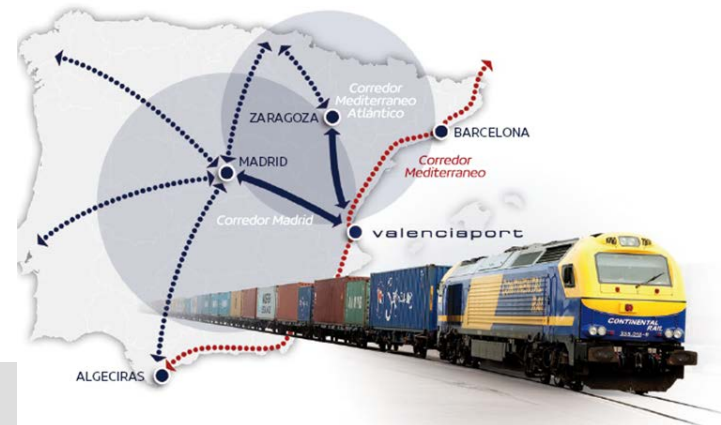 Corredor
Mediterraneo
Atlántico
ZARAGOZA
BARCELONA
MADRID
Corredor
Mediterraneo
Corredor Madrid
valenciaport
CONTINENTAL
RAIL
ALGECIRAS